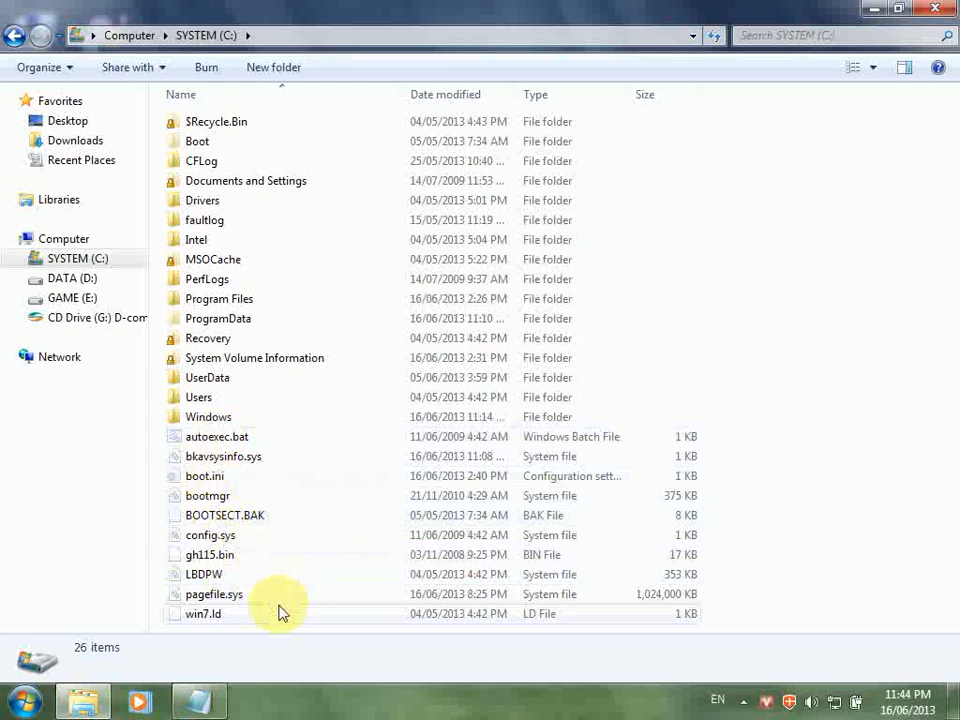 Computer SYSTEM (C:) Search SYSTEM (C:)
Organize Share with Burn New folder
Name Date modified Type Size
Favorites
Desktop
Downloads
Recent Places
Libraries
Computer
SYSTEM (C:)
DATA (D:)
GAME (E:)
CD Drive (G:) D-com
Network
$Recycle.Bin 04/05/2013 4:43 PM File folder
Boot 05/05/2013 7:34 AM File folder
CFLog 25/05/2013 10:40 ... File folder
Documents and Settings 14/07/2009 11:53 ... File folder
Drivers 04/05/2013 5:01 PM File folder
faultlog 15/05/2013 11:19 ... File folder
Intel 04/05/2013 5:04 PM File folder
MSOCache 04/05/2013 5:22 PM File folder
PerfLogs 14/07/2009 9:37 AM File folder
Program Files 16/06/2013 2:26 PM File folder
ProgramData 16/06/2013 11:10 ... File folder
Recovery 04/05/2013 4:42 PM File folder
System Volume Information 16/06/2013 2:31 PM File folder
UserData 05/06/2013 3:59 PM File folder
Users 04/05/2013 4:42 PM File folder
Windows 16/06/2013 11:14 ... File folder
autoexec.bat 11/06/2009 4:42 AM Windows Batch File 1 KB
bkavsysinfo.sys 16/06/2013 11:08 ... System file 1 KB
boot.ini 16/06/2013 2:40 PM Configuration sett... 1 KB
bootmgr 21/11/2010 4:29 AM System file 375 KB
BOOTSECT.BAK 05/05/2013 7:34 AM BAK File 8 KB
config.sys 11/06/2009 4:42 AM System file 1 KB
gh115.bin 03/11/2008 9:25 PM BIN File 17 KB
LBDPW 04/05/2013 4:42 PM System file 353 KB
pagefile.sys 16/06/2013 8:25 PM System file 1,024,000 KB
win7.ld 04/05/2013 4:42 PM LD File 1 KB
26 items
EN
11:44 PM
16/06/2013